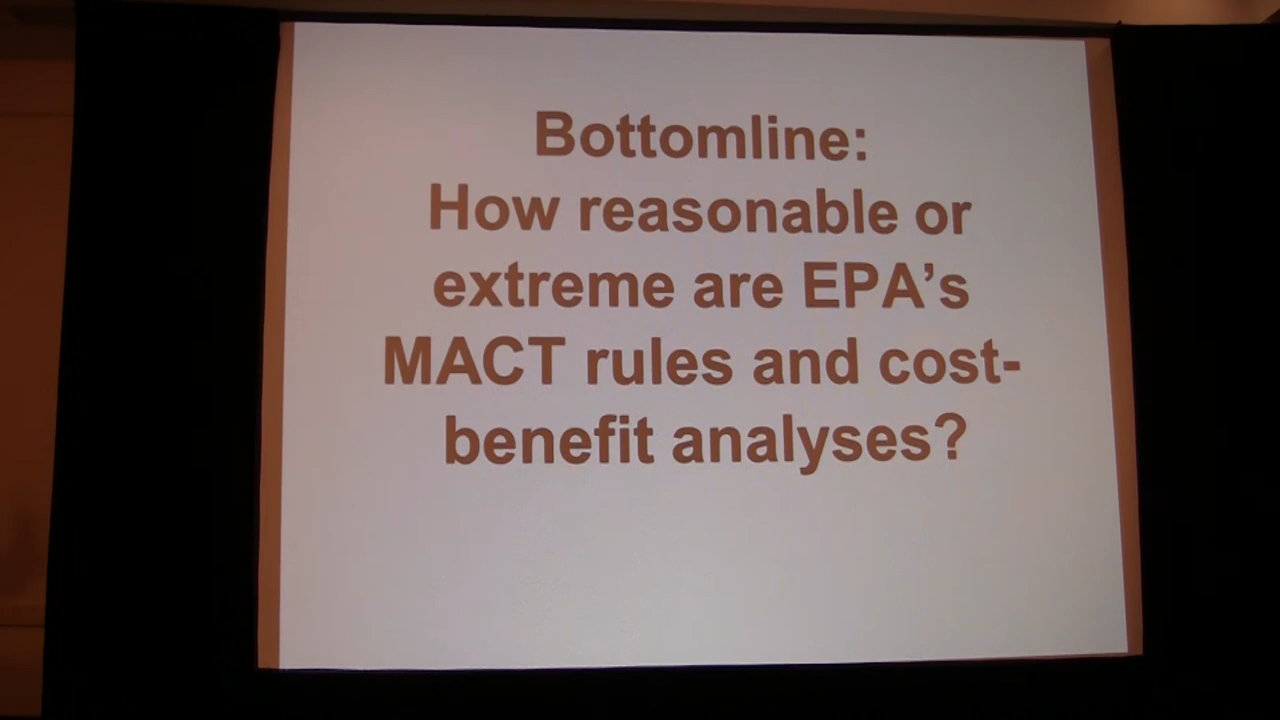 Bottomline:
How reasonable or
extreme are EPA’s
MACT rules and cost-
benefit analyses?